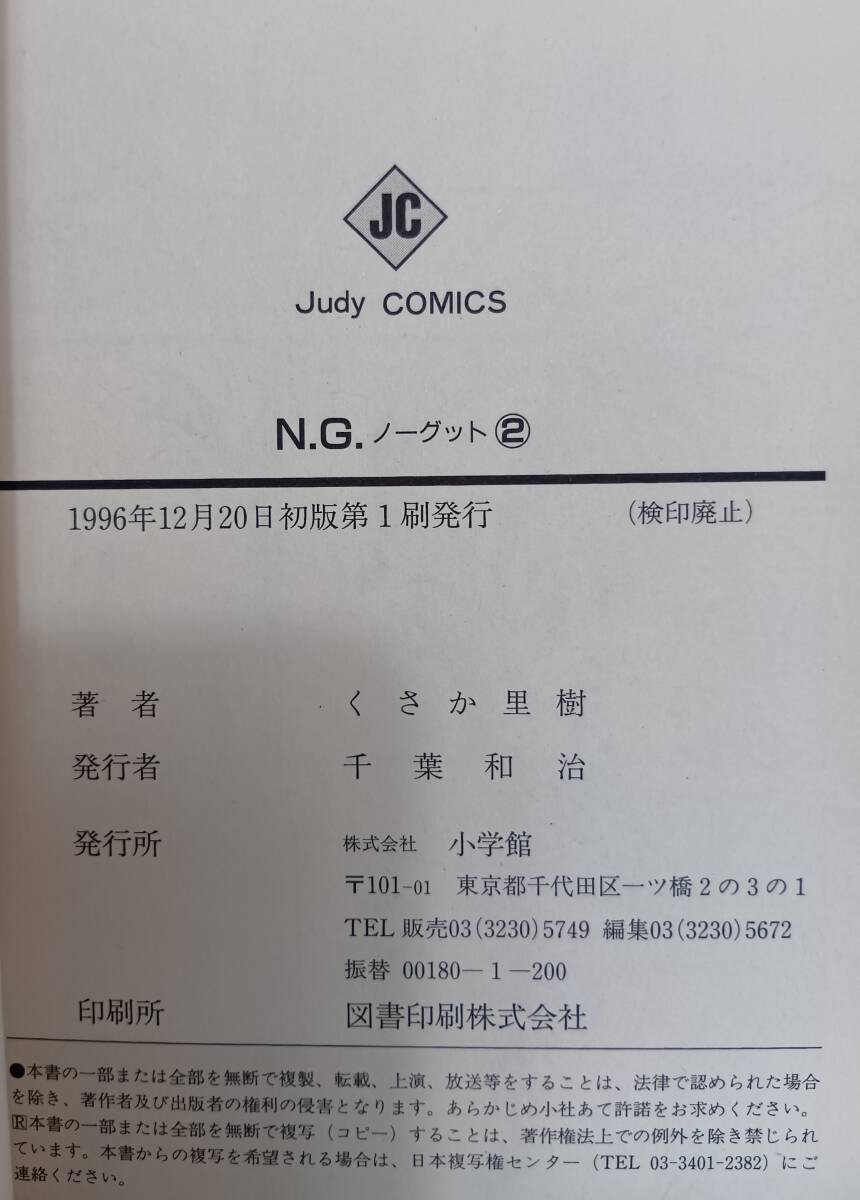 JC
Judy COMICS
N.G. ノーグット②
1996年12月20日初版第1刷発行 (検印廃止)
著者 くさか里樹
発行者 千葉和治
発行所 株式会社 小学館
〒101-01 東京都千代田区一ツ橋2の3の1
TEL 販売03(3230)5749 編集03(3230)5672
振替 00180-1-200
印刷所 図書印刷株式会社
●本書の一部または全部を無断で複製、転載、上演、放送等をすることは、法律で認められた場合
を除き、著作者及び出版者の権利の侵害となります。あらかじめ小社あて許諾をお求めください。
Ⓡ本書の一部または全部を無断で複写(コピー)することは、著作権法上での例外を除き禁じられ
ています。本書からの複写を希望される場合は、日本複写権センター(TEL 03-3401-2382)にご
連絡ください。